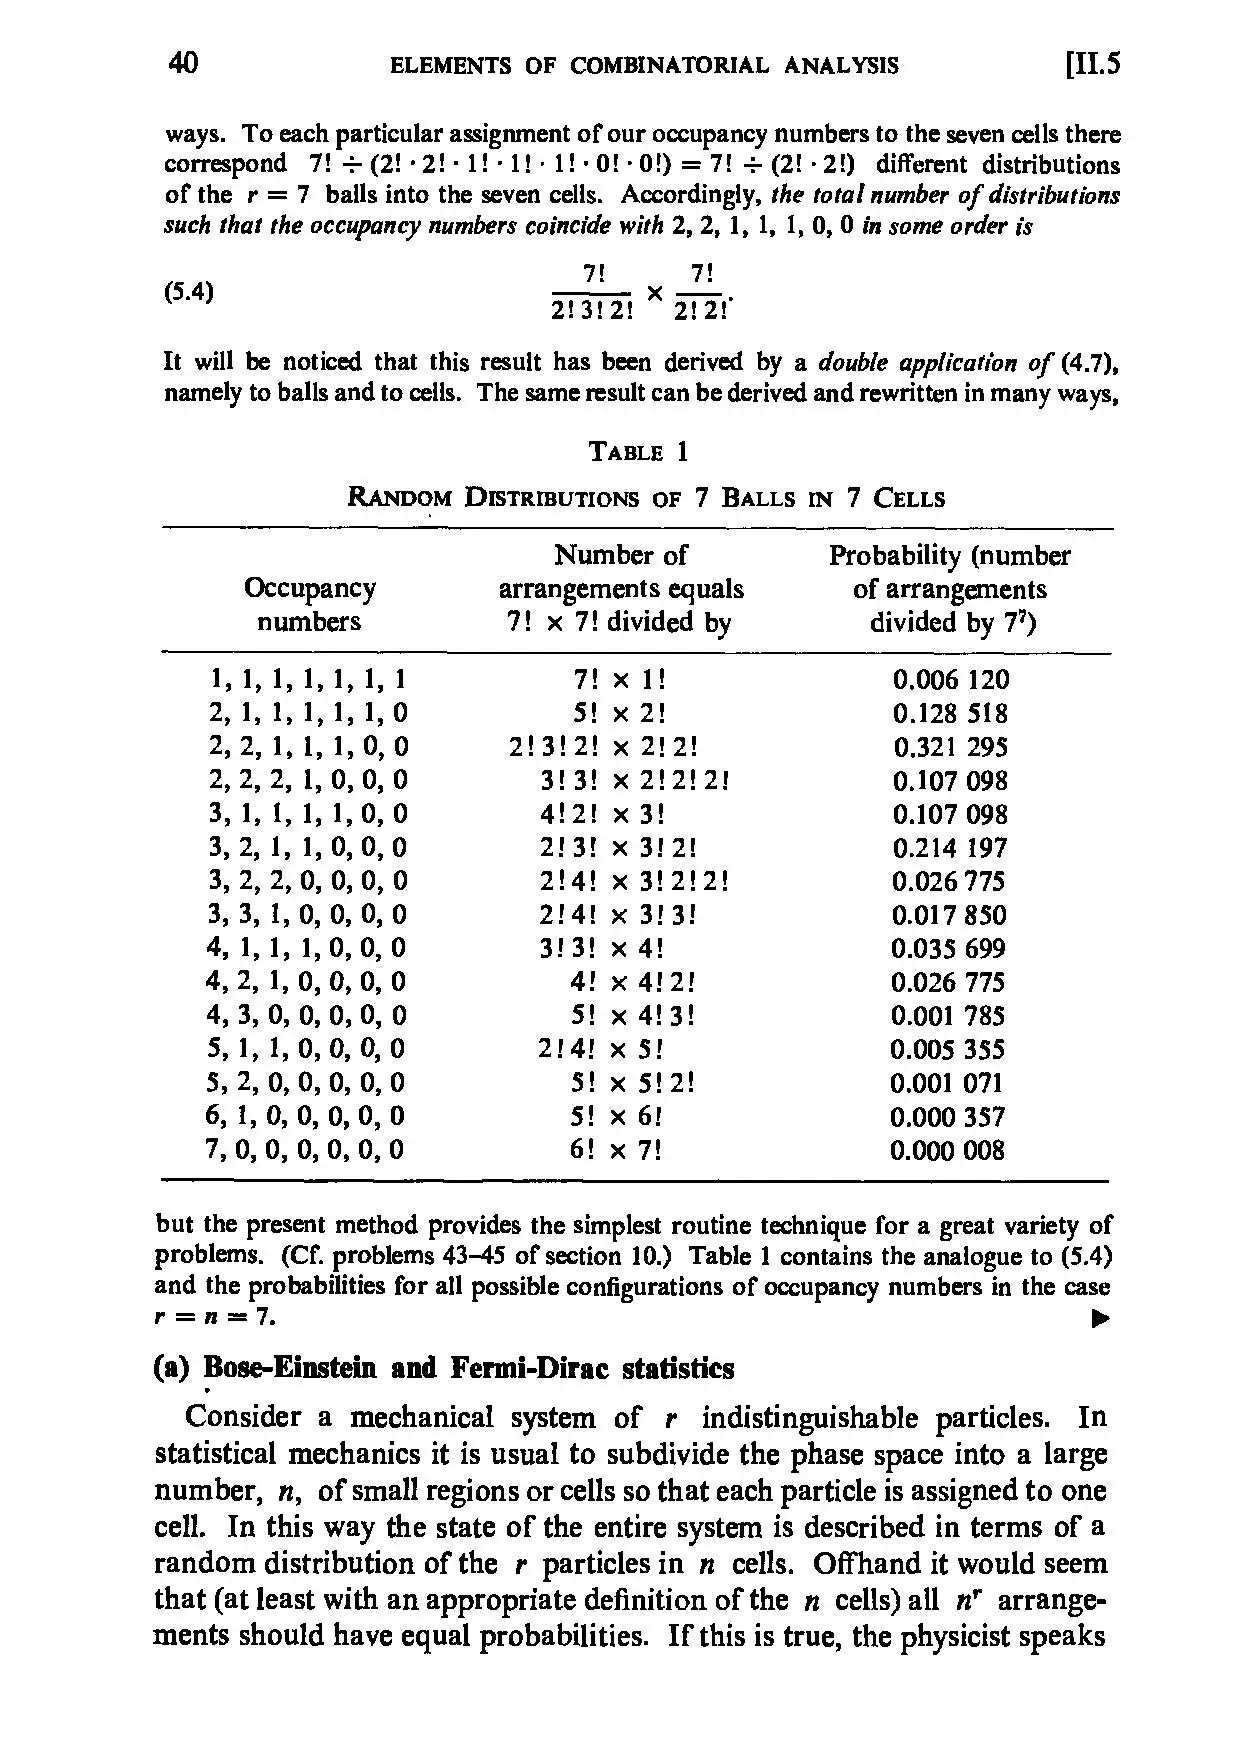 40 ELEMENTS OF COMBINATORIAL ANALYSIS [II.5
ways. To each particular assignment of our occupancy numbers to the seven cells there
correspond 7! ÷ (2! · 2! · 1! · 1! · 1! · 0! · 0!) = 7! ÷ (2! · 2!) different distributions
of the r = 7 balls into the seven cells. Accordingly, the total number of distributions
such that the occupancy numbers coincide with 2, 2, 1, 1, 1, 0, 0 in some order is
(5.4) 7!/(2! 3! 2!) × 7!/(2! 2!).
It will be noticed that this result has been derived by a double application of (4.7),
namely to balls and to cells. The same result can be derived and rewritten in many ways,
TABLE 1
RANDOM DISTRIBUTIONS OF 7 BALLS IN 7 CELLS
Number of Probability (number
Occupancy arrangements equals of arrangements
numbers 7! × 7! divided by divided by 7⁷)
1, 1, 1, 1, 1, 1, 1 7! × 1! 0.006 120
2, 1, 1, 1, 1, 1, 0 5! × 2! 0.128 518
2, 2, 1, 1, 1, 0, 0 2! 3! 2! × 2! 2! 0.321 295
2, 2, 2, 1, 0, 0, 0 3! 3! × 2! 2! 2! 0.107 098
3, 1, 1, 1, 1, 0, 0 4! 2! × 3! 0.107 098
3, 2, 1, 1, 0, 0, 0 2! 3! × 3! 2! 0.214 197
3, 2, 2, 0, 0, 0, 0 2! 4! × 3! 2! 2! 0.026 775
3, 3, 1, 0, 0, 0, 0 2! 4! × 3! 3! 0.017 850
4, 1, 1, 1, 0, 0, 0 3! 3! × 4! 0.035 699
4, 2, 1, 0, 0, 0, 0 4! × 4! 2! 0.026 775
4, 3, 0, 0, 0, 0, 0 5! × 4! 3! 0.001 785
5, 1, 1, 0, 0, 0, 0 2! 4! × 5! 0.005 355
5, 2, 0, 0, 0, 0, 0 5! × 5! 2! 0.001 071
6, 1, 0, 0, 0, 0, 0 5! × 6! 0.000 357
7, 0, 0, 0, 0, 0, 0 6! × 7! 0.000 008
but the present method provides the simplest routine technique for a great variety of
problems. (Cf. problems 43–45 of section 10.) Table 1 contains the analogue to (5.4)
and the probabilities for all possible configurations of occupancy numbers in the case
r = n = 7. ►
(a) Bose-Einstein and Fermi-Dirac statistics
Consider a mechanical system of r indistinguishable particles. In
statistical mechanics it is usual to subdivide the phase space into a large
number, n, of small regions or cells so that each particle is assigned to one
cell. In this way the state of the entire system is described in terms of a
random distribution of the r particles in n cells. Offhand it would seem
that (at least with an appropriate definition of the n cells) all nʳ arrange-
ments should have equal probabilities. If this is true, the physicist speaks